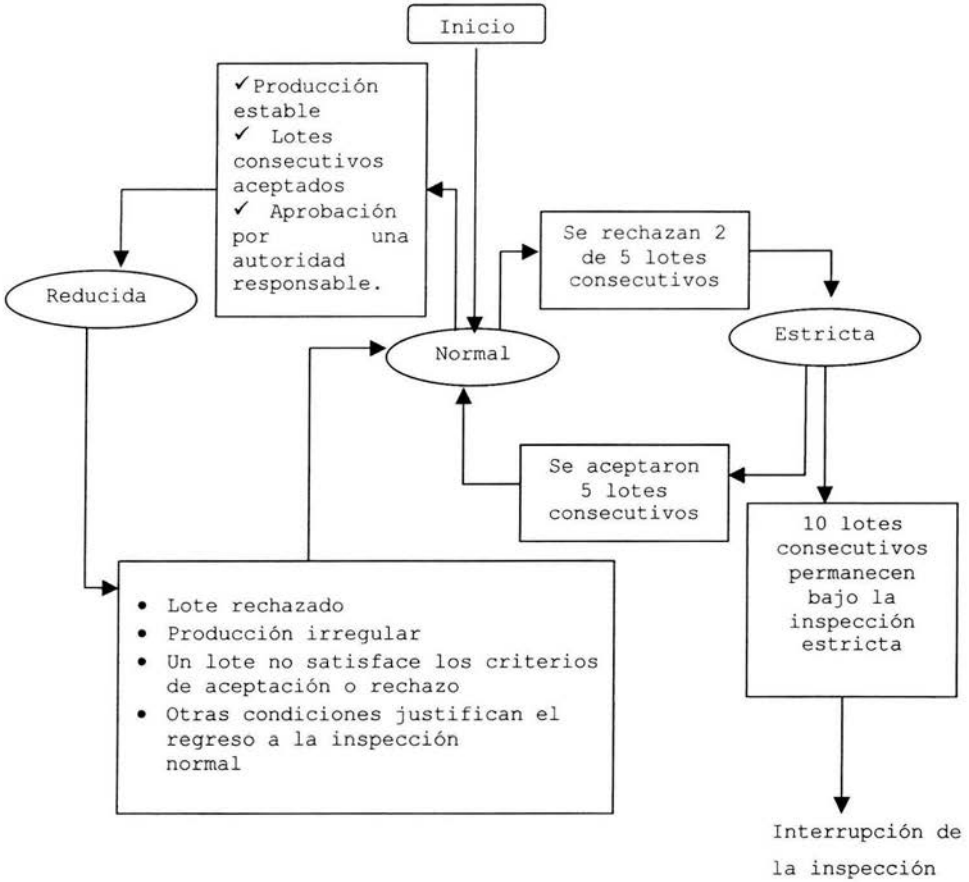 Inicio
✓Producción
estable
✓ Lotes
consecutivos
aceptados
✓ Aprobación
por una
autoridad
responsable.
Se rechazan 2
de 5 lotes
consecutivos
Reducida
Normal
Estricta
Se aceptaron
5 lotes
consecutivos
10 lotes
consecutivos
permanecen
bajo la
inspección
estricta
• Lote rechazado
• Producción irregular
• Un lote no satisface los criterios
de aceptación o rechazo
• Otras condiciones justifican el
regreso a la inspección
normal
Interrupción de
la inspección